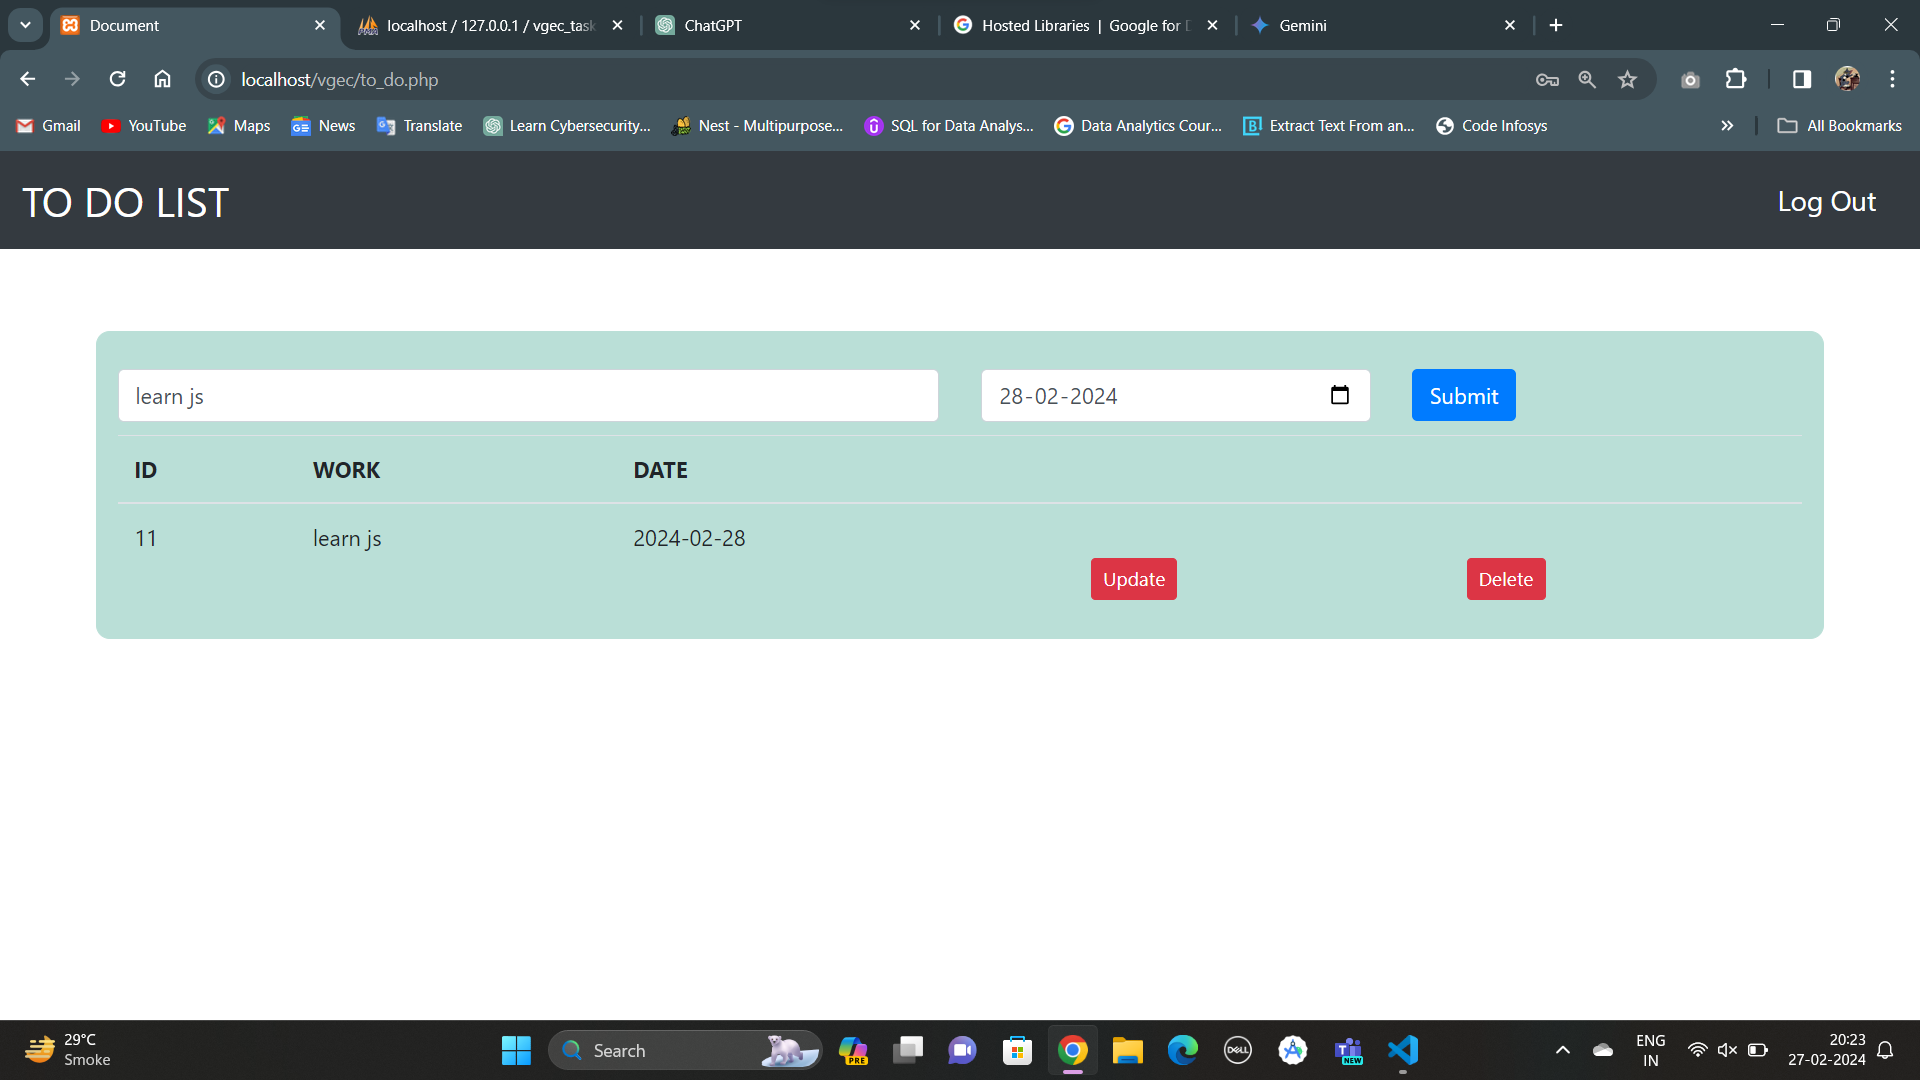 Document
localhost / 127.0.0.1 / vgec_task
ChatGPT
Hosted Libraries | Google for D
Gemini
localhost/vgec/to_do.php
Gmail
YouTube
Maps
News
Translate
Learn Cybersecurity...
Nest - Multipurpose...
SQL for Data Analys...
Data Analytics Cour...
Extract Text From an...
Code Infosys
All Bookmarks
TO DO LIST
Log Out
learn js
28-02-2024
Submit
ID WORK DATE
11 learn js 2024-02-28
Update
Delete
29°C
Smoke
Search
PRE
DELL
NEW
ENG
IN
20:23
27-02-2024